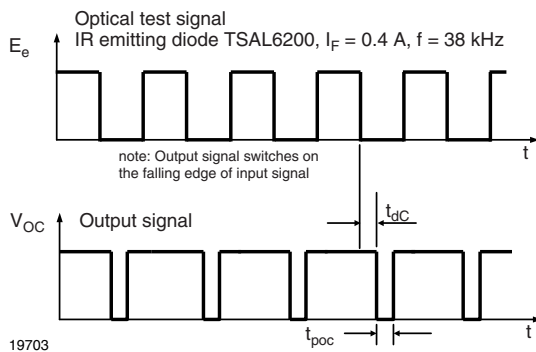 Optical test signal
IR emitting diode TSAL6200, IF = 0.4 A, f = 38 kHz
Ee
t
note: Output signal switches on
the falling edge of input signal
VOC
Output signal
tdC
tpoc
t
19703